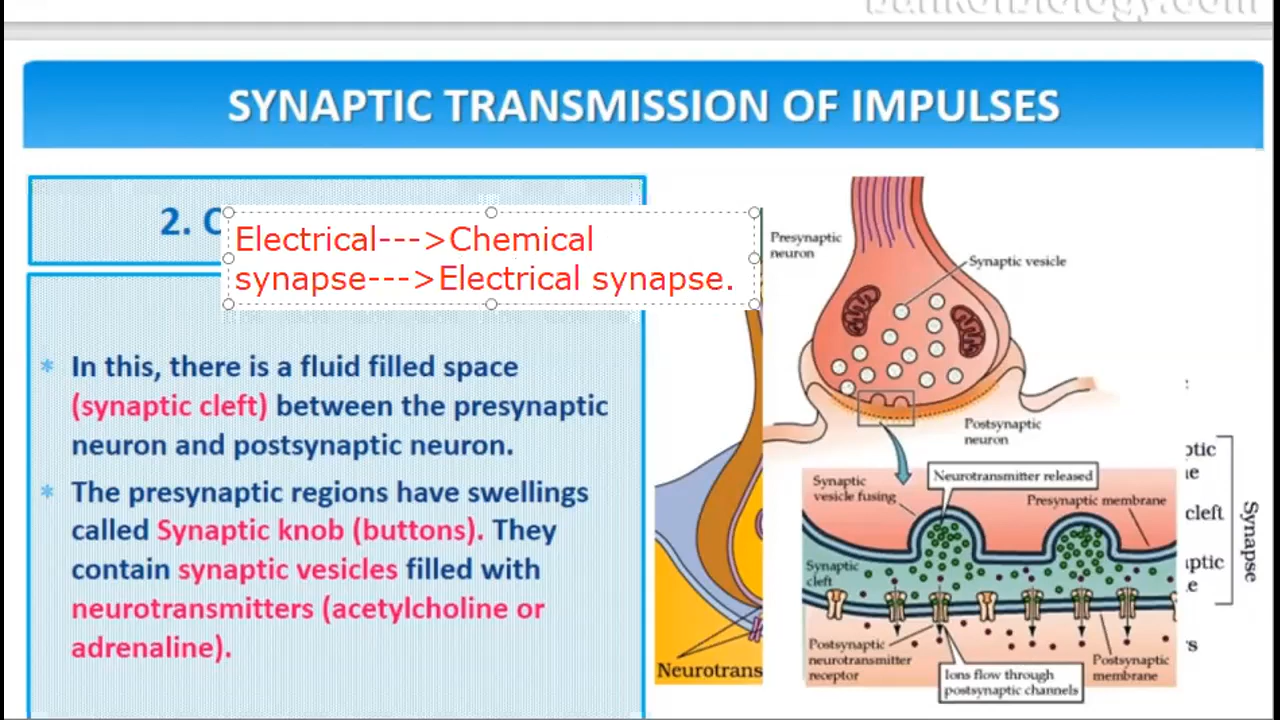 SYNAPTIC TRANSMISSION OF IMPULSES
2. C
Electrical--->Chemical
synapse--->Electrical synapse.
* In this, there is a fluid filled space
(synaptic cleft) between the presynaptic
neuron and postsynaptic neuron.
* The presynaptic regions have swellings
called Synaptic knob (buttons). They
contain synaptic vesicles filled with
neurotransmitters (acetylcholine or
adrenaline).
Presynaptic
neuron
Synaptic vesicle
Postsynaptic
neuron
Synaptic
vesicle fusing
Neurotransmitter released
Presynaptic membrane
Synaptic
cleft
Postsynaptic
neurotransmitter
receptor
Ions flow through
postsynaptic channels
Postsynaptic
membrane
Neurotrans
cleft
Synapse